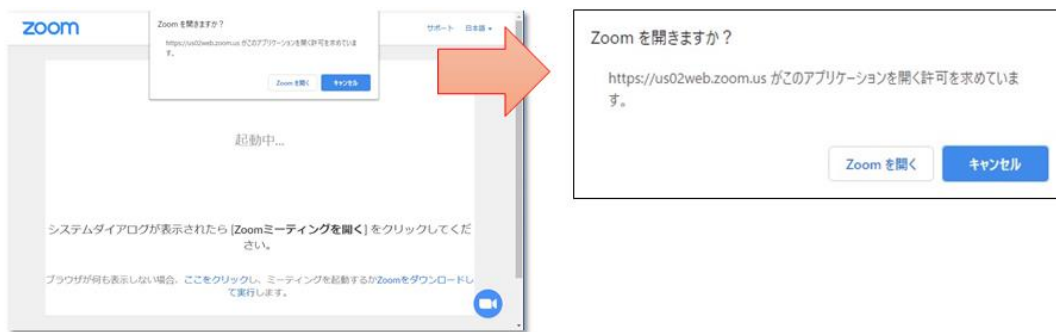 zoom
サポート 日本語
Zoom を開きますか？
https://us02web.zoom.us がこのアプリケーションを開く許可を求めていま
す。
Zoom を開く キャンセル
起動中...
システムダイアログが表示されたら [Zoomミーティングを開く] をクリックしてくだ
さい。
ブラウザが何も表示しない場合、ここをクリックし、ミーティングを起動するかZoomをダウンロードし
て実行します。
Zoom を開きますか？
https://us02web.zoom.us がこのアプリケーションを開く許可を求めていま
す。
Zoom を開く キャンセル